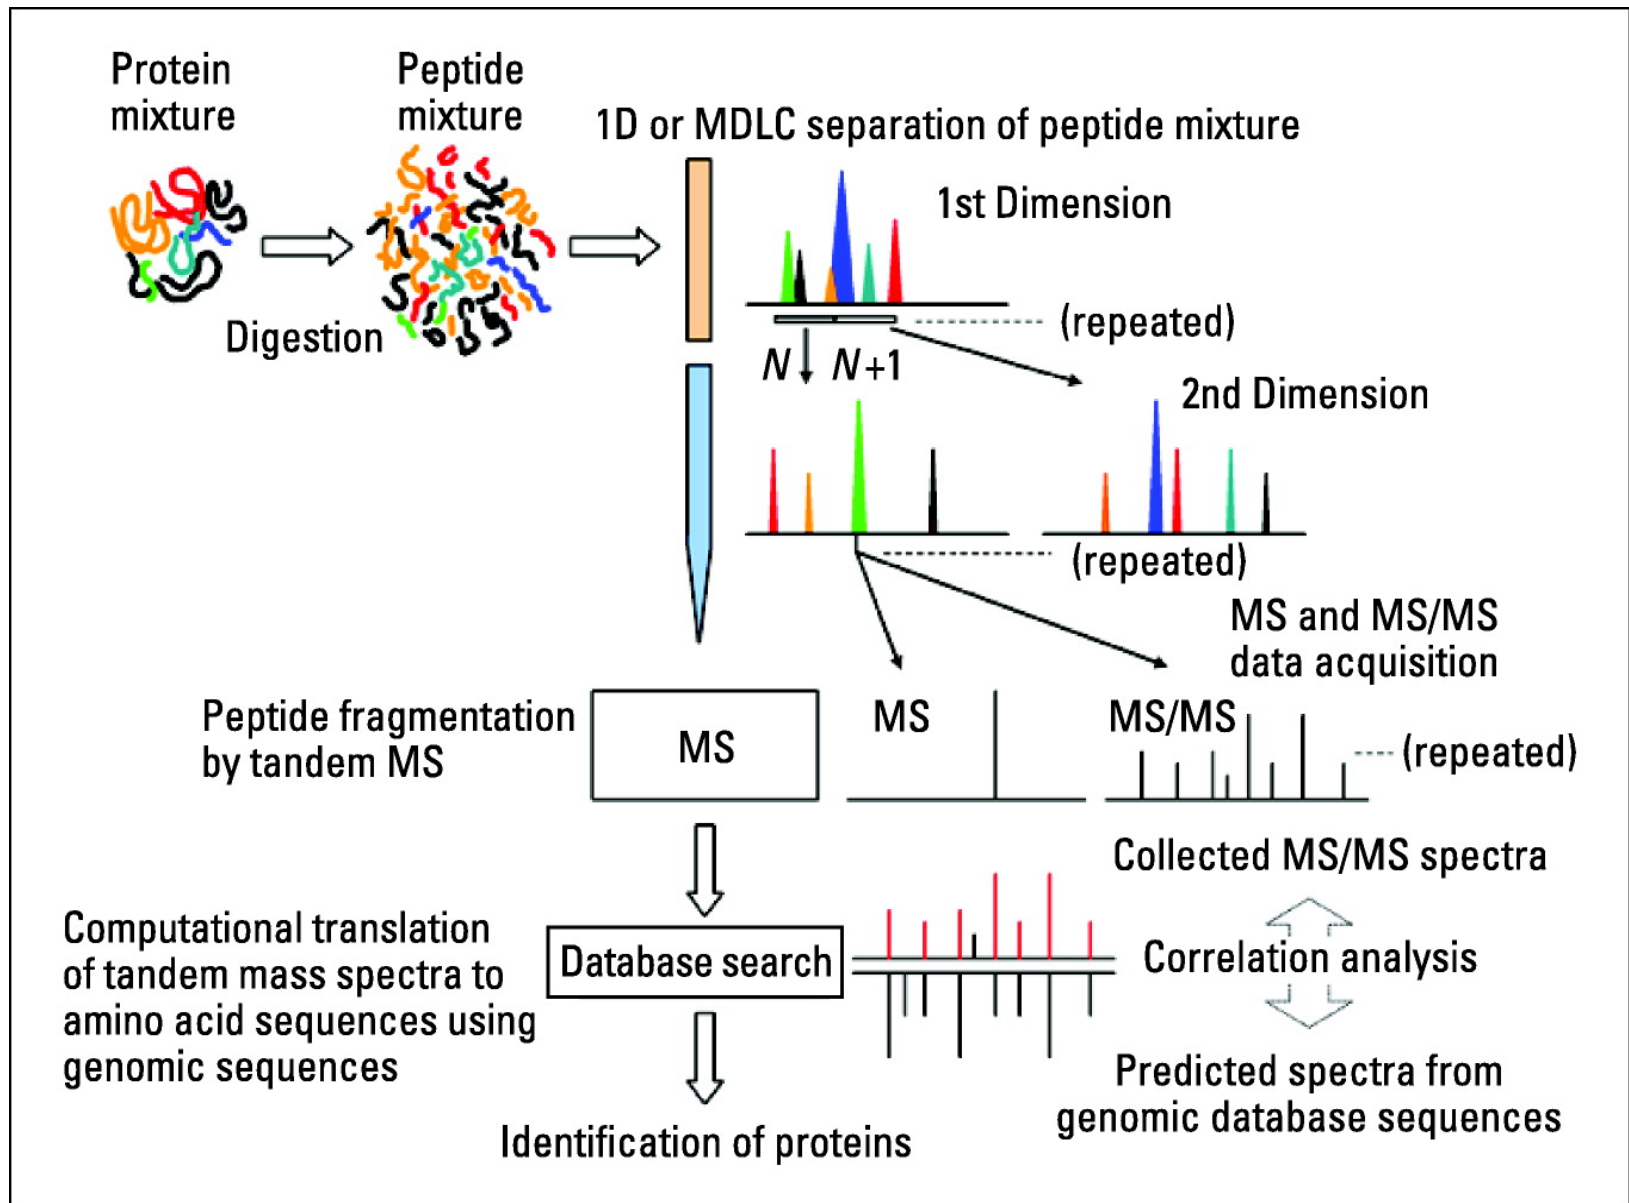 Protein
mixture
Peptide
mixture
1D or MDLC separation of peptide mixture
1st Dimension
Digestion
(repeated)
N
N+1
2nd Dimension
(repeated)
MS and MS/MS
data acquisition
Peptide fragmentation
by tandem MS
MS
MS
MS/MS
(repeated)
Collected MS/MS spectra
Computational translation
of tandem mass spectra to
amino acid sequences using
genomic sequences
Database search
Correlation analysis
Predicted spectra from
genomic database sequences
Identification of proteins